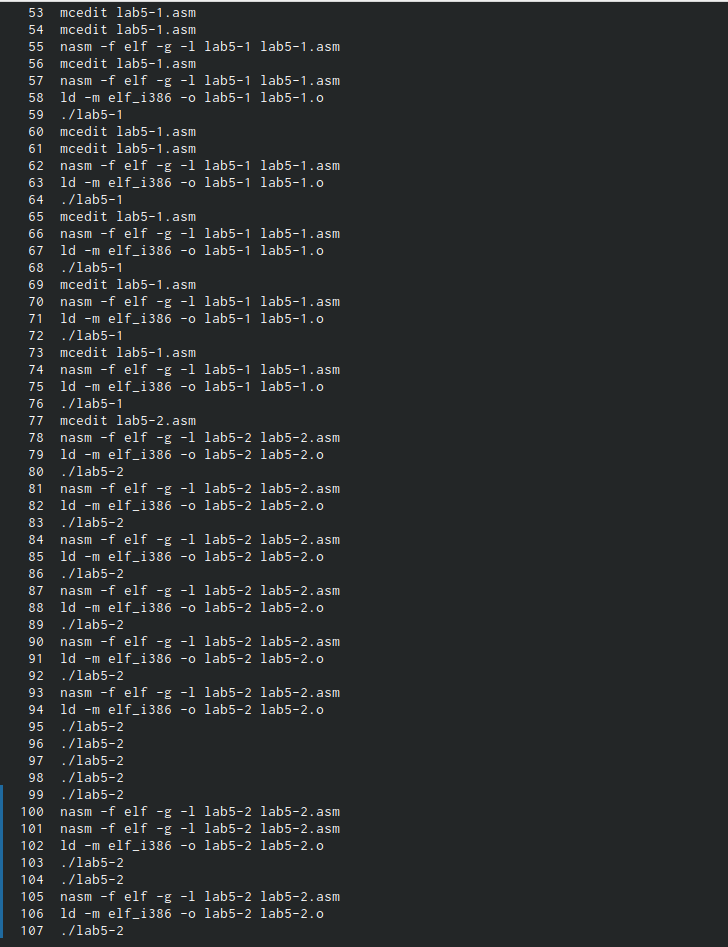 53 mcedit lab5-1.asm
54 mcedit lab5-1.asm
55 nasm -f elf -g -l lab5-1 lab5-1.asm
56 mcedit lab5-1.asm
57 nasm -f elf -g -l lab5-1 lab5-1.asm
58 ld -m elf_i386 -o lab5-1 lab5-1.o
59 ./lab5-1
60 mcedit lab5-1.asm
61 mcedit lab5-1.asm
62 nasm -f elf -g -l lab5-1 lab5-1.asm
63 ld -m elf_i386 -o lab5-1 lab5-1.o
64 ./lab5-1
65 mcedit lab5-1.asm
66 nasm -f elf -g -l lab5-1 lab5-1.asm
67 ld -m elf_i386 -o lab5-1 lab5-1.o
68 ./lab5-1
69 mcedit lab5-1.asm
70 nasm -f elf -g -l lab5-1 lab5-1.asm
71 ld -m elf_i386 -o lab5-1 lab5-1.o
72 ./lab5-1
73 mcedit lab5-1.asm
74 nasm -f elf -g -l lab5-1 lab5-1.asm
75 ld -m elf_i386 -o lab5-1 lab5-1.o
76 ./lab5-1
77 mcedit lab5-2.asm
78 nasm -f elf -g -l lab5-2 lab5-2.asm
79 ld -m elf_i386 -o lab5-2 lab5-2.o
80 ./lab5-2
81 nasm -f elf -g -l lab5-2 lab5-2.asm
82 ld -m elf_i386 -o lab5-2 lab5-2.o
83 ./lab5-2
84 nasm -f elf -g -l lab5-2 lab5-2.asm
85 ld -m elf_i386 -o lab5-2 lab5-2.o
86 ./lab5-2
87 nasm -f elf -g -l lab5-2 lab5-2.asm
88 ld -m elf_i386 -o lab5-2 lab5-2.o
89 ./lab5-2
90 nasm -f elf -g -l lab5-2 lab5-2.asm
91 ld -m elf_i386 -o lab5-2 lab5-2.o
92 ./lab5-2
93 nasm -f elf -g -l lab5-2 lab5-2.asm
94 ld -m elf_i386 -o lab5-2 lab5-2.o
95 ./lab5-2
96 ./lab5-2
97 ./lab5-2
98 ./lab5-2
99 ./lab5-2
100 nasm -f elf -g -l lab5-2 lab5-2.asm
101 nasm -f elf -g -l lab5-2 lab5-2.asm
102 ld -m elf_i386 -o lab5-2 lab5-2.o
103 ./lab5-2
104 ./lab5-2
105 nasm -f elf -g -l lab5-2 lab5-2.asm
106 ld -m elf_i386 -o lab5-2 lab5-2.o
107 ./lab5-2